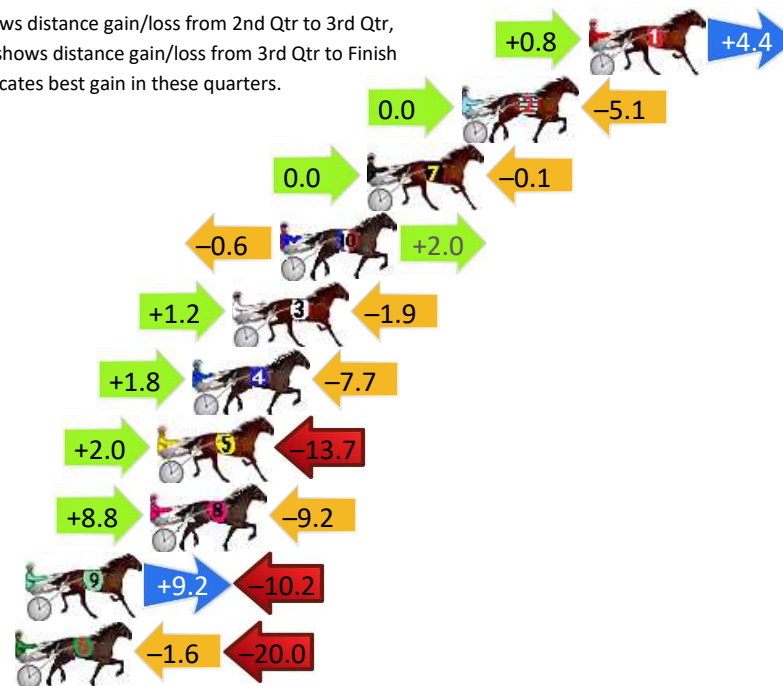 ws distance gain/loss from 2nd Qtr to 3rd Qtr,
shows distance gain/loss from 3rd Qtr to Finish
cates best gain in these quarters.
+0.8 1 +4.4
0.0 2 −5.1
0.0 7 −0.1
−0.6 10 +2.0
+1.2 3 −1.9
+1.8 4 −7.7
+2.0 5 −13.7
+8.8 8 −9.2
9 +9.2 −10.2
6 −1.6 −20.0